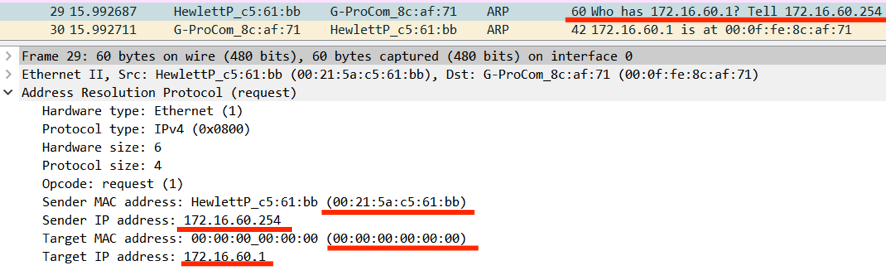 29 15.992687 HewlettP_c5:61:bb G-ProCom_8c:af:71 ARP 60 Who has 172.16.60.1? Tell 172.16.60.254
30 15.992711 G-ProCom_8c:af:71 HewlettP_c5:61:bb ARP 42 172.16.60.1 is at 00:0f:fe:8c:af:71
Frame 29: 60 bytes on wire (480 bits), 60 bytes captured (480 bits) on interface 0
Ethernet II, Src: HewlettP_c5:61:bb (00:21:5a:c5:61:bb), Dst: G-ProCom_8c:af:71 (00:0f:fe:8c:af:71)
Address Resolution Protocol (request)
Hardware type: Ethernet (1)
Protocol type: IPv4 (0x0800)
Hardware size: 6
Protocol size: 4
Opcode: request (1)
Sender MAC address: HewlettP_c5:61:bb (00:21:5a:c5:61:bb)
Sender IP address: 172.16.60.254
Target MAC address: 00:00:00_00:00:00 (00:00:00:00:00:00)
Target IP address: 172.16.60.1